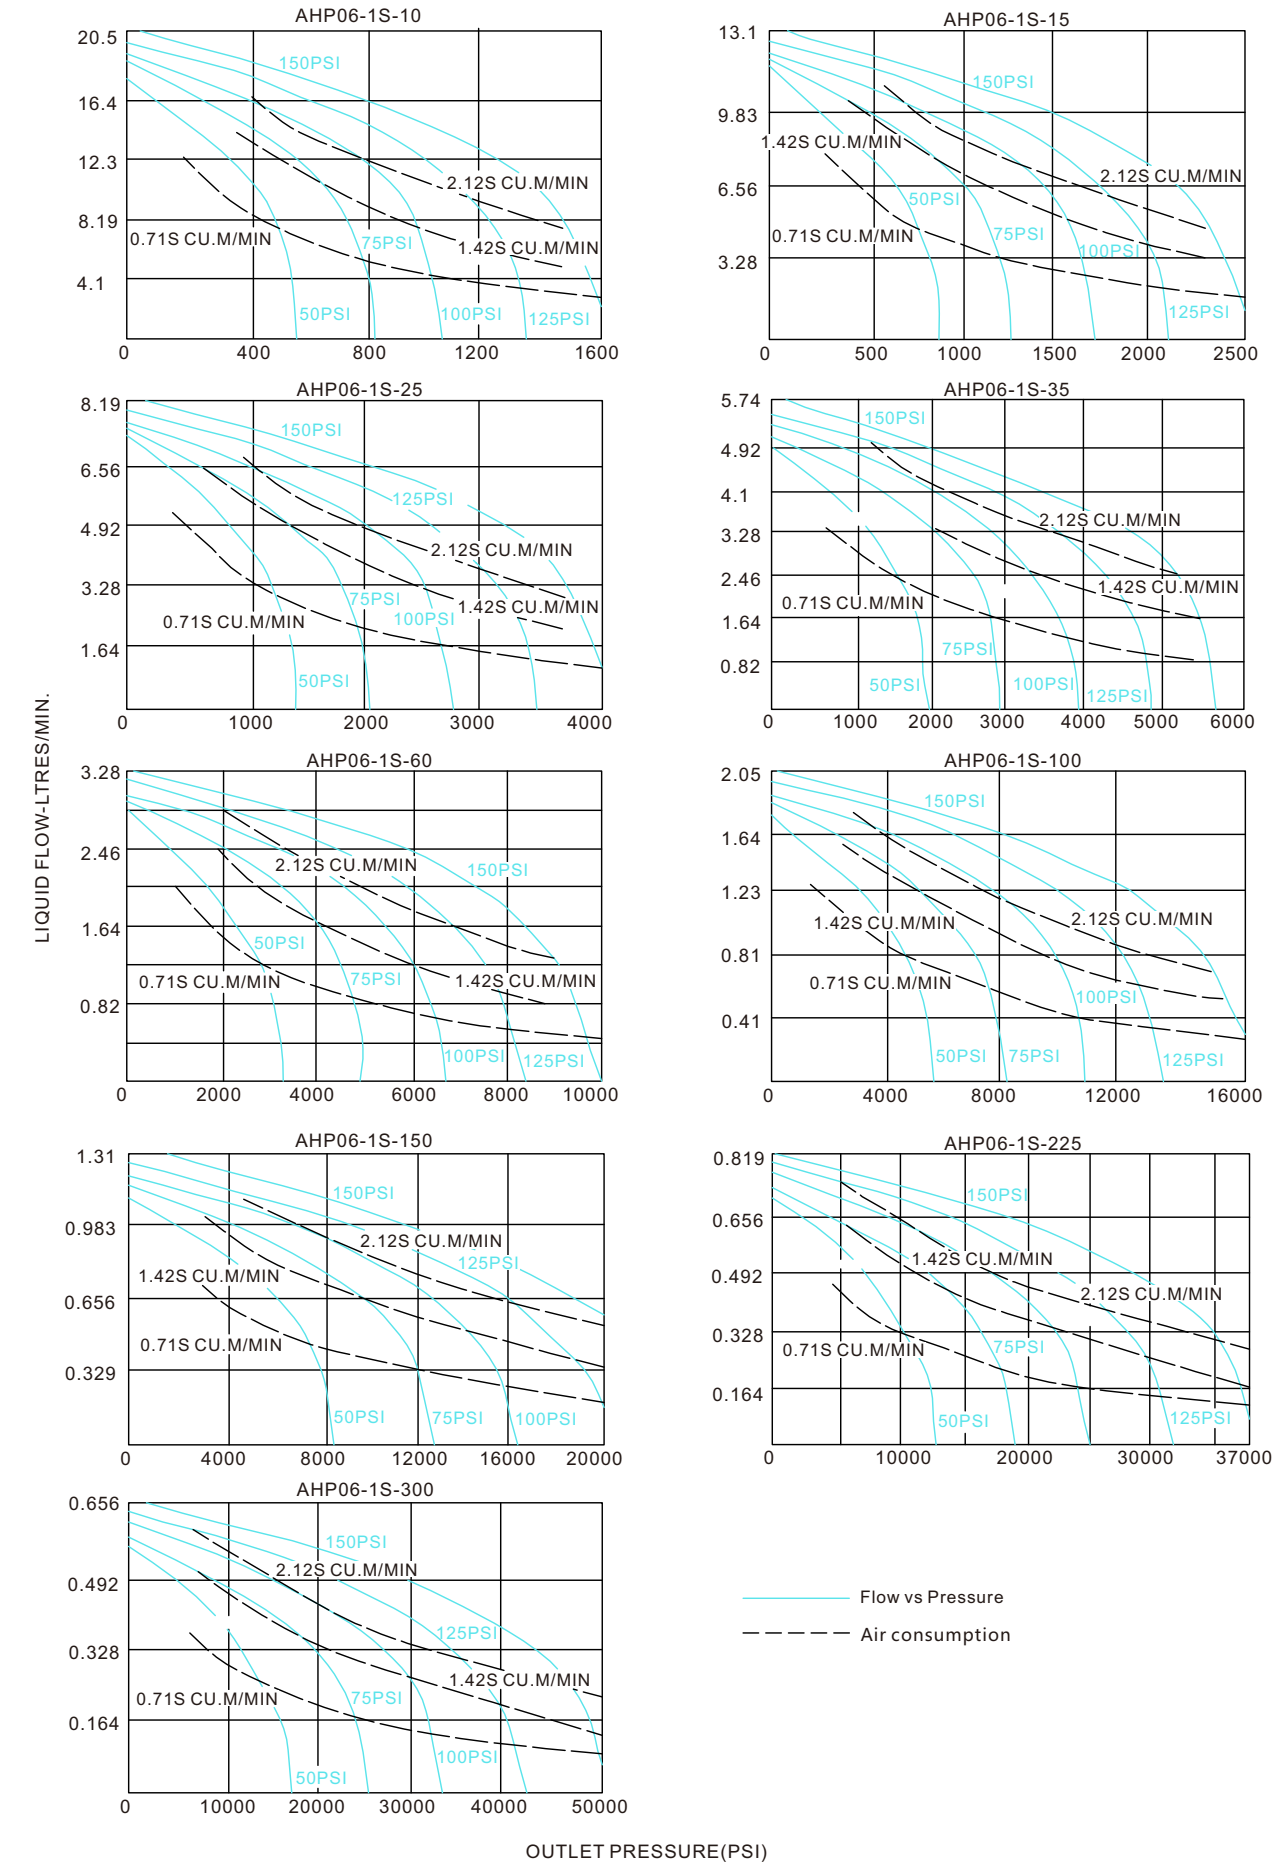 AHP06-1S-10
20.5
16.4
12.3
8.19
4.1
0 400 800 1200 1600
150PSI
2.12S CU.M/MIN
0.71S CU.M/MIN
75PSI
1.42S CU.M/MIN
50PSI
100PSI
125PSI
AHP06-1S-15
13.1
9.83
6.56
3.28
0 500 1000 1500 2000 2500
150PSI
1.42S CU.M/MIN
2.12S CU.M/MIN
50PSI
0.71S CU.M/MIN
75PSI
100PSI
125PSI
AHP06-1S-25
8.19
6.56
4.92
3.28
1.64
0 1000 2000 3000 4000
150PSI
125PSI
2.12S CU.M/MIN
75PSI
1.42S CU.M/MIN
0.71S CU.M/MIN
100PSI
50PSI
AHP06-1S-35
5.74
4.92
4.1
3.28
2.46
1.64
0.82
0 1000 2000 3000 4000 5000 6000
150PSI
2.12S CU.M/MIN
1.42S CU.M/MIN
0.71S CU.M/MIN
75PSI
50PSI
100PSI
125PSI
LIQUID FLOW-LTRES/MIN.
AHP06-1S-60
3.28
2.46
1.64
0.82
0 2000 4000 6000 8000 10000
2.12S CU.M/MIN
150PSI
50PSI
0.71S CU.M/MIN
75PSI
1.42S CU.M/MIN
100PSI
125PSI
AHP06-1S-100
2.05
1.64
1.23
0.81
0.41
0 4000 8000 12000 16000
150PSI
1.42S CU.M/MIN
2.12S CU.M/MIN
0.71S CU.M/MIN
100PSI
50PSI
75PSI
125PSI
AHP06-1S-150
1.31
0.983
0.656
0.329
0 4000 8000 12000 16000 20000
150PSI
2.12S CU.M/MIN
125PSI
1.42S CU.M/MIN
0.71S CU.M/MIN
50PSI
75PSI
100PSI
AHP06-1S-225
0.819
0.656
0.492
0.328
0.164
0 10000 20000 30000 37000
150PSI
1.42S CU.M/MIN
2.12S CU.M/MIN
0.71S CU.M/MIN
75PSI
50PSI
125PSI
AHP06-1S-300
0.656
0.492
0.328
0.164
0 10000 20000 30000 40000 50000
150PSI
2.12S CU.M/MIN
125PSI
1.42S CU.M/MIN
0.71S CU.M/MIN
75PSI
100PSI
50PSI
Flow vs Pressure
Air consumption
OUTLET PRESSURE(PSI)